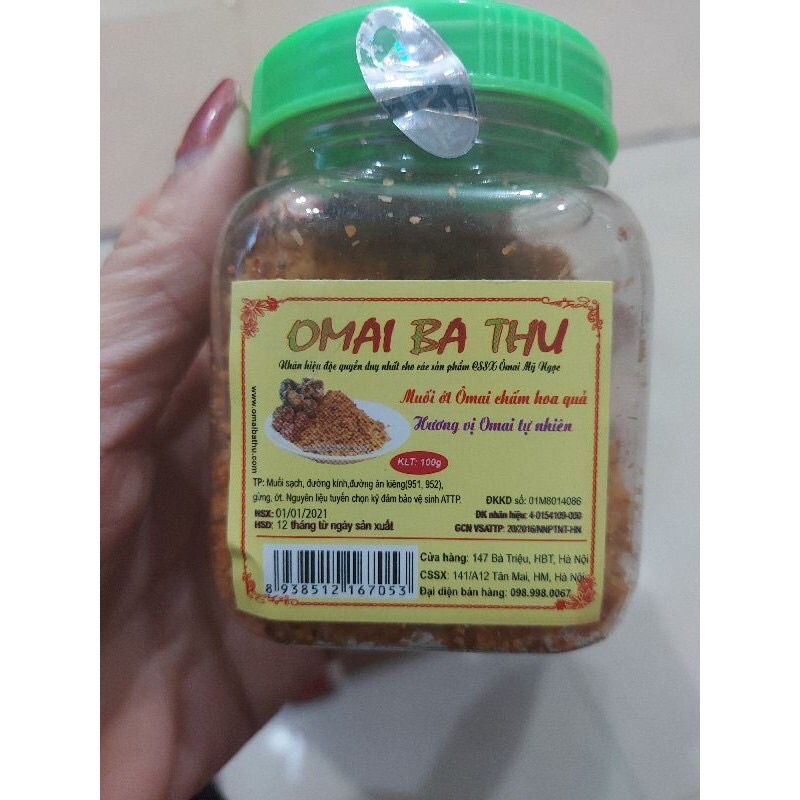 OMAI BA THU
Nhãn hiệu độc quyền duy nhất cho các sản phẩm CSSX Ômai Mỹ Ngọc
Muối ớt Ômai chấm hoa quả
Hương vị Omai tự nhiên
KLT: 100g
www.omaibathu.com
TP: Muối sạch, đường kính,đường ăn kiêng(951, 952),
gừng, ớt. Nguyên liệu tuyển chọn kỹ đảm bảo vệ sinh ATTP.
NSX: 01/01/2021
HSD: 12 tháng từ ngày sản xuất
ĐKKD số: 01M8014086
ĐK nhãn hiệu: 4-0154109-000
GCN VSATTP: 20/2016/NNPTNT-HN
8 938512 167053
Cửa hàng: 147 Bà Triệu, HBT, Hà Nội
CSSX: 141/A12 Tân Mai, HM, Hà Nội
Đại diện bán hàng: 098.998.0067